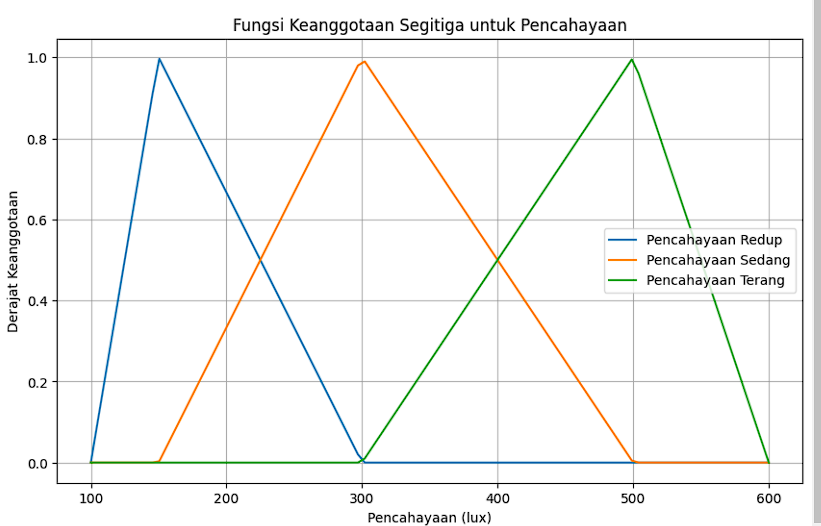 Fungsi Keanggotaan Segitiga untuk Pencahayaan
Derajat Keanggotaan
1.0
0.8
0.6
0.4
0.2
0.0
Pencahayaan Redup
Pencahayaan Sedang
Pencahayaan Terang
100 200 300 400 500 600
Pencahayaan (lux)